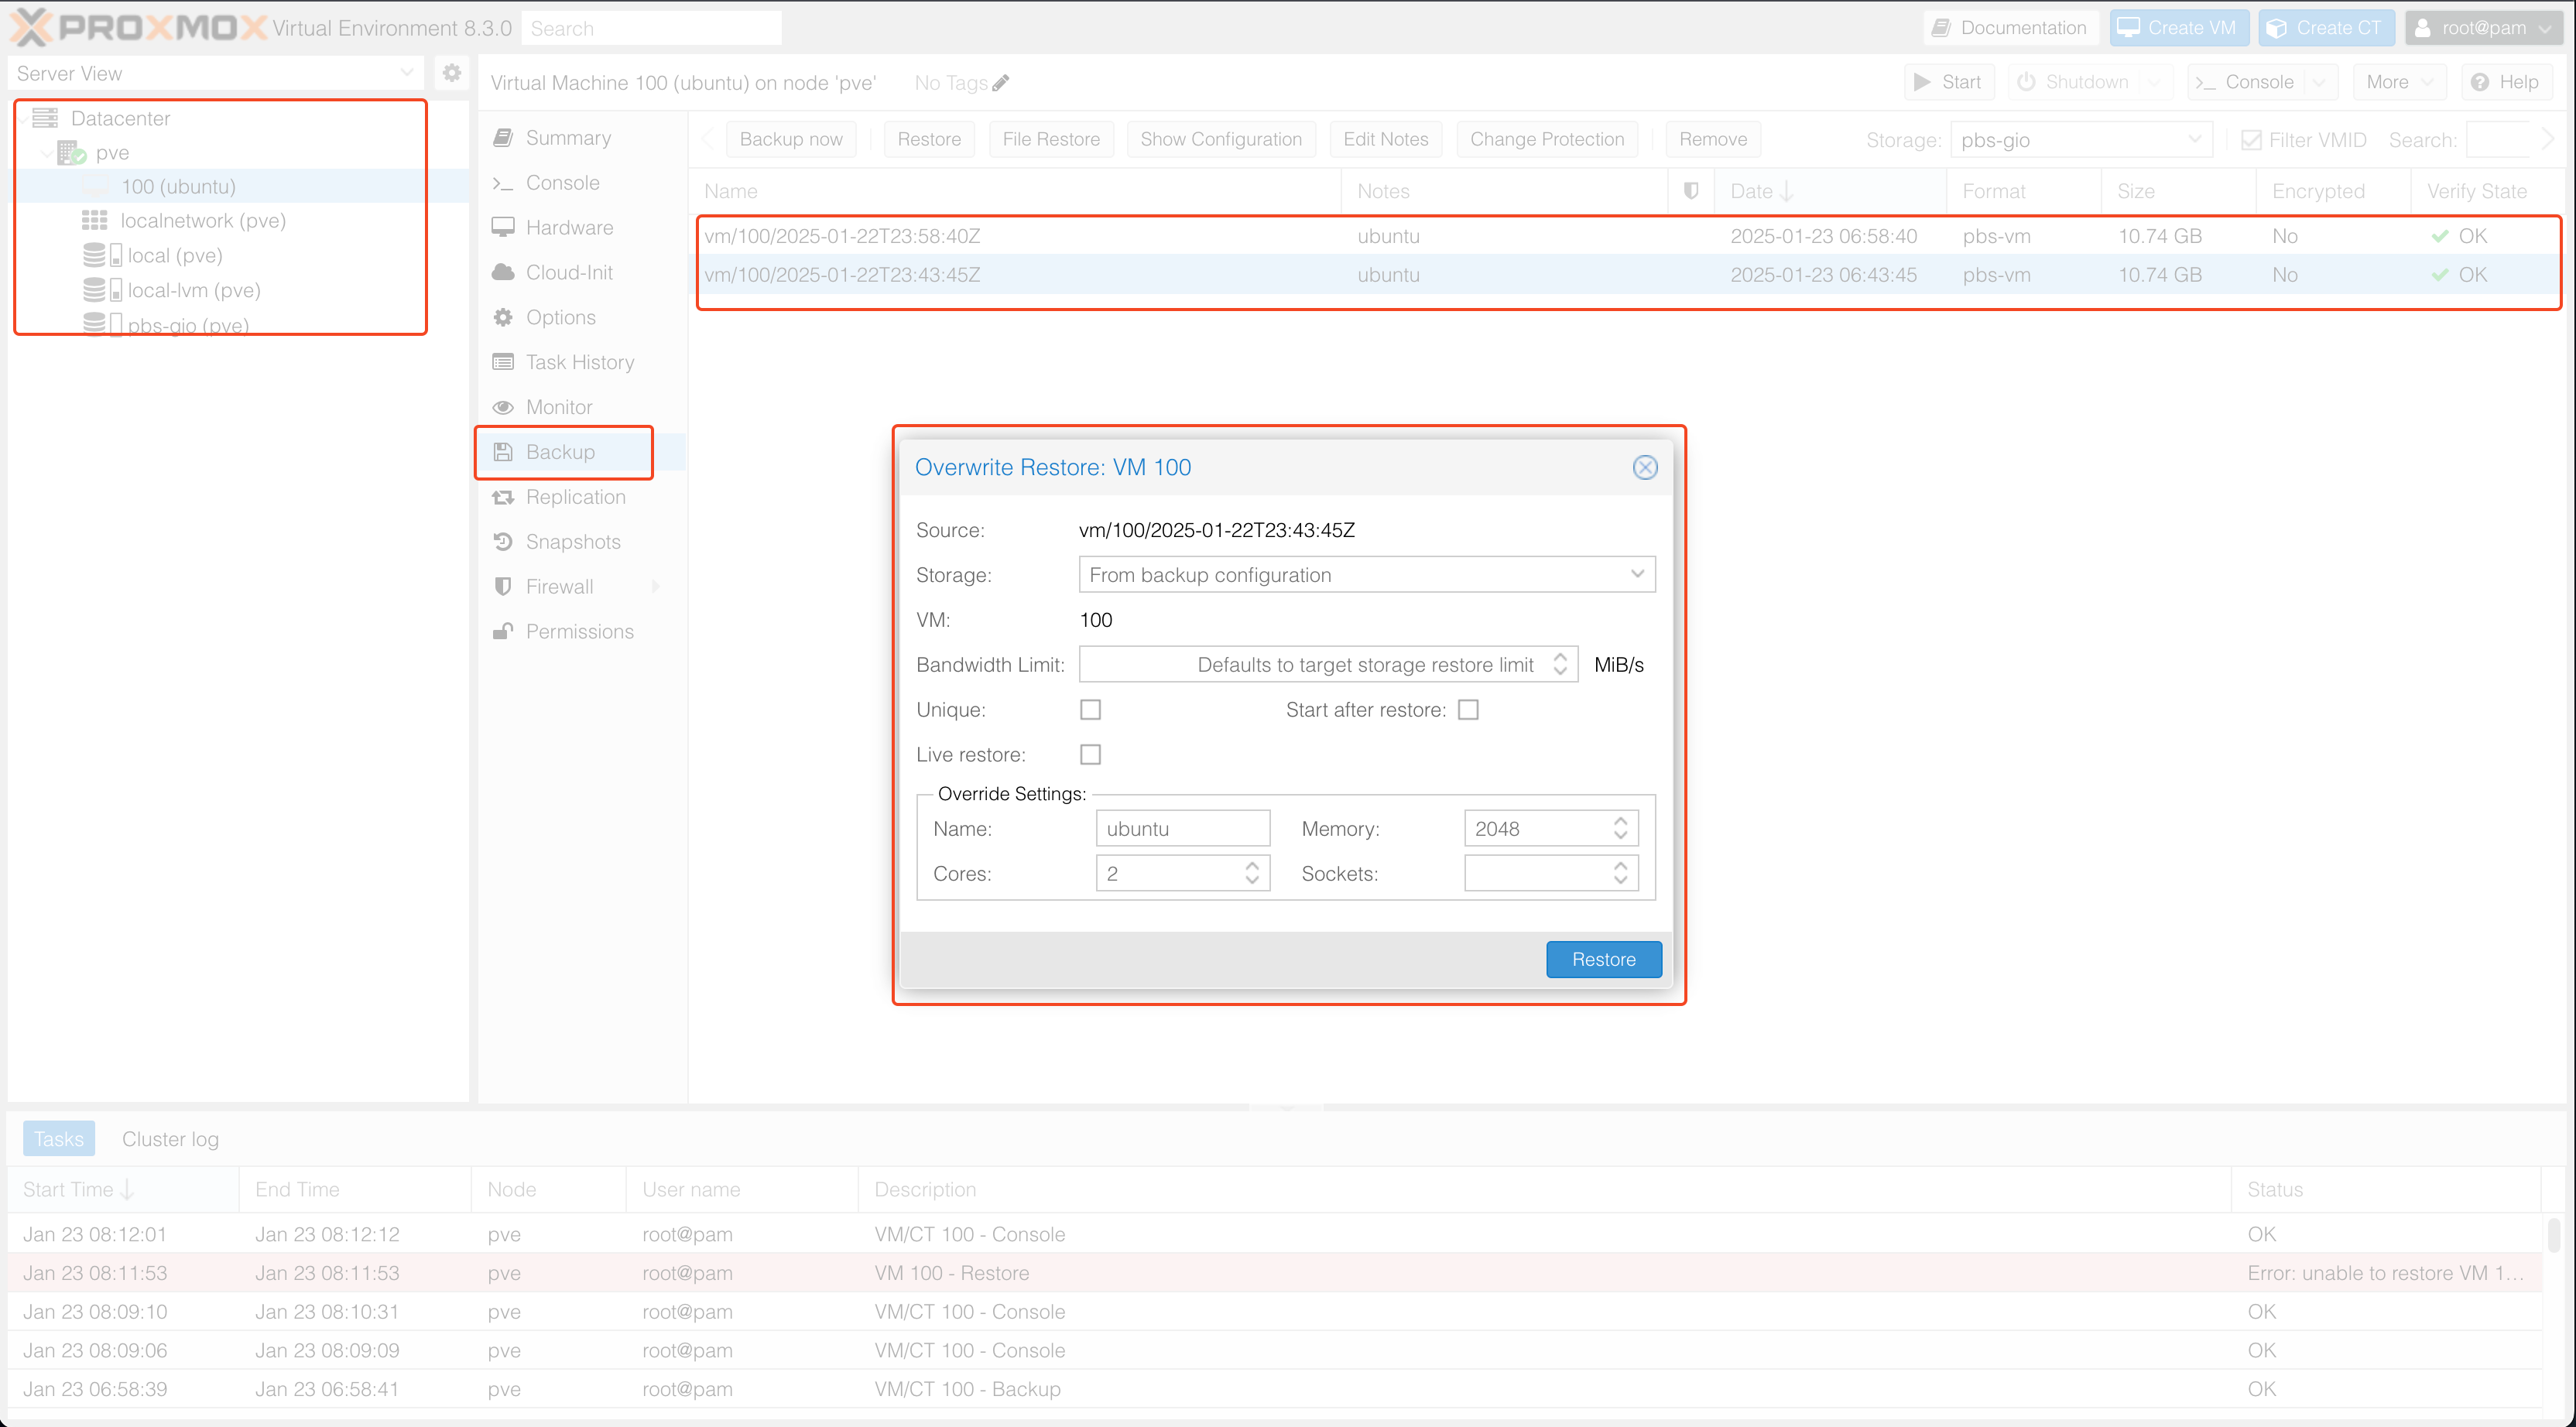 PROXMOX Virtual Environment 8.3.0 Search Documentation Create VM Create CT root@pam
Server View
Virtual Machine 100 (ubuntu) on node 'pve' No Tags Start Shutdown Console More Help
Datacenter
pve
100 (ubuntu)
localnetwork (pve)
local (pve)
local-lvm (pve)
pbs-gio (pve)
Summary
Console
Hardware
Cloud-Init
Options
Task History
Monitor
Backup
Replication
Snapshots
Firewall
Permissions
Backup now Restore File Restore Show Configuration Edit Notes Change Protection Remove Storage: pbs-gio Filter VMID Search:
Name Notes Date Format Size Encrypted Verify State
vm/100/2025-01-22T23:58:40Z ubuntu 2025-01-23 06:58:40 pbs-vm 10.74 GB No OK
vm/100/2025-01-22T23:43:45Z ubuntu 2025-01-23 06:43:45 pbs-vm 10.74 GB No OK
Overwrite Restore: VM 100
Source: vm/100/2025-01-22T23:43:45Z
Storage: From backup configuration
VM: 100
Bandwidth Limit: Defaults to target storage restore limit MiB/s
Unique: Start after restore:
Live restore:
Override Settings:
Name: ubuntu Memory: 2048
Cores: 2 Sockets:
Restore
Tasks Cluster log
Start Time End Time Node User name Description Status
Jan 23 08:12:01 Jan 23 08:12:12 pve root@pam VM/CT 100 - Console OK
Jan 23 08:11:53 Jan 23 08:11:53 pve root@pam VM 100 - Restore Error: unable to restore VM 1...
Jan 23 08:09:10 Jan 23 08:10:31 pve root@pam VM/CT 100 - Console OK
Jan 23 08:09:06 Jan 23 08:09:09 pve root@pam VM/CT 100 - Console OK
Jan 23 06:58:39 Jan 23 06:58:41 pve root@pam VM/CT 100 - Backup OK